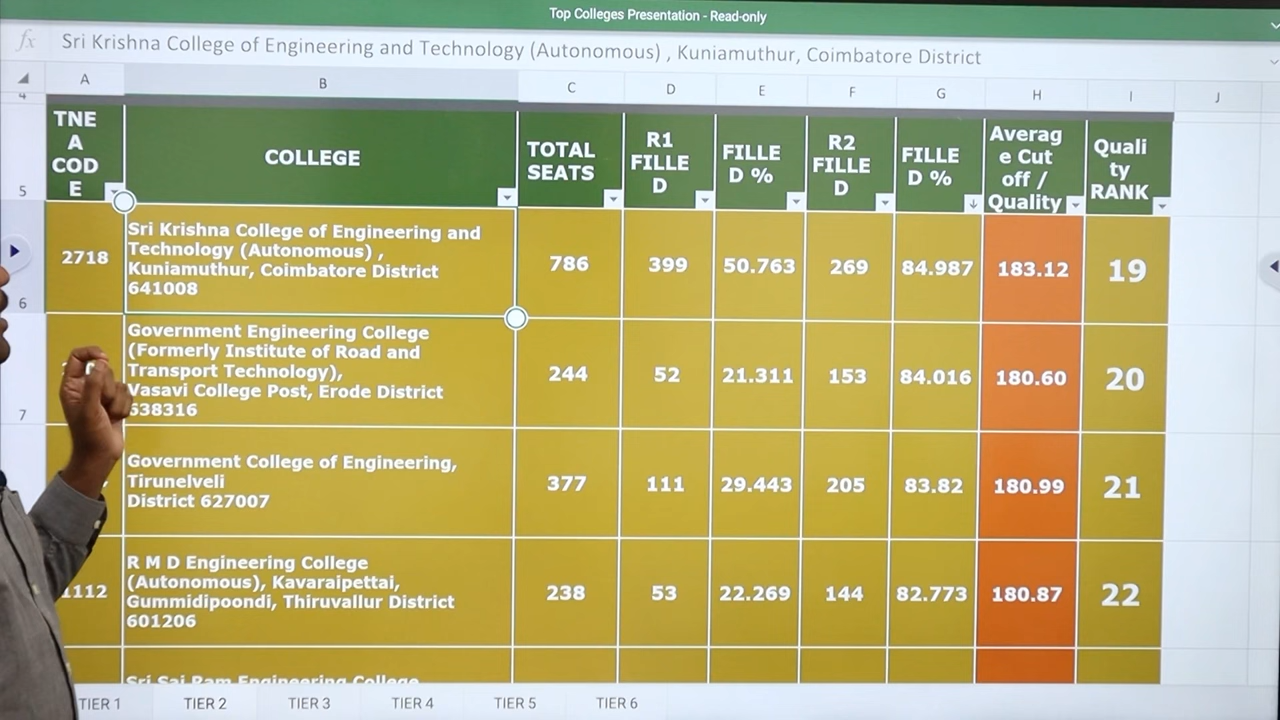 Top Colleges Presentation - Read-only
fx Sri Krishna College of Engineering and Technology (Autonomous) , Kuniamuthur, Coimbatore District
A B C D E F G H I J
4
5
TNE
A
COD
E
COLLEGE
TOTAL
SEATS
R1
FILLE
D
FILLE
D %
R2
FILLE
D
FILLE
D %
Averag
e Cut
off /
Quality
Quali
ty
RANK
6
2718
Sri Krishna College of Engineering and
Technology (Autonomous) ,
Kuniamuthur, Coimbatore District
641008
786 399 50.763 269 84.987 183.12 19
7
Government Engineering College
(Formerly Institute of Road and
Transport Technology),
Vasavi College Post, Erode District
638316
244 52 21.311 153 84.016 180.60 20
Government College of Engineering,
Tirunelveli
District 627007
377 111 29.443 205 83.82 180.99 21
1112
R M D Engineering College
(Autonomous), Kavaraipettai,
Gummidipoondi, Thiruvallur District
601206
238 53 22.269 144 82.773 180.87 22
Sri Sai Ram Engineering College
TIER 1 TIER 2 TIER 3 TIER 4 TIER 5 TIER 6